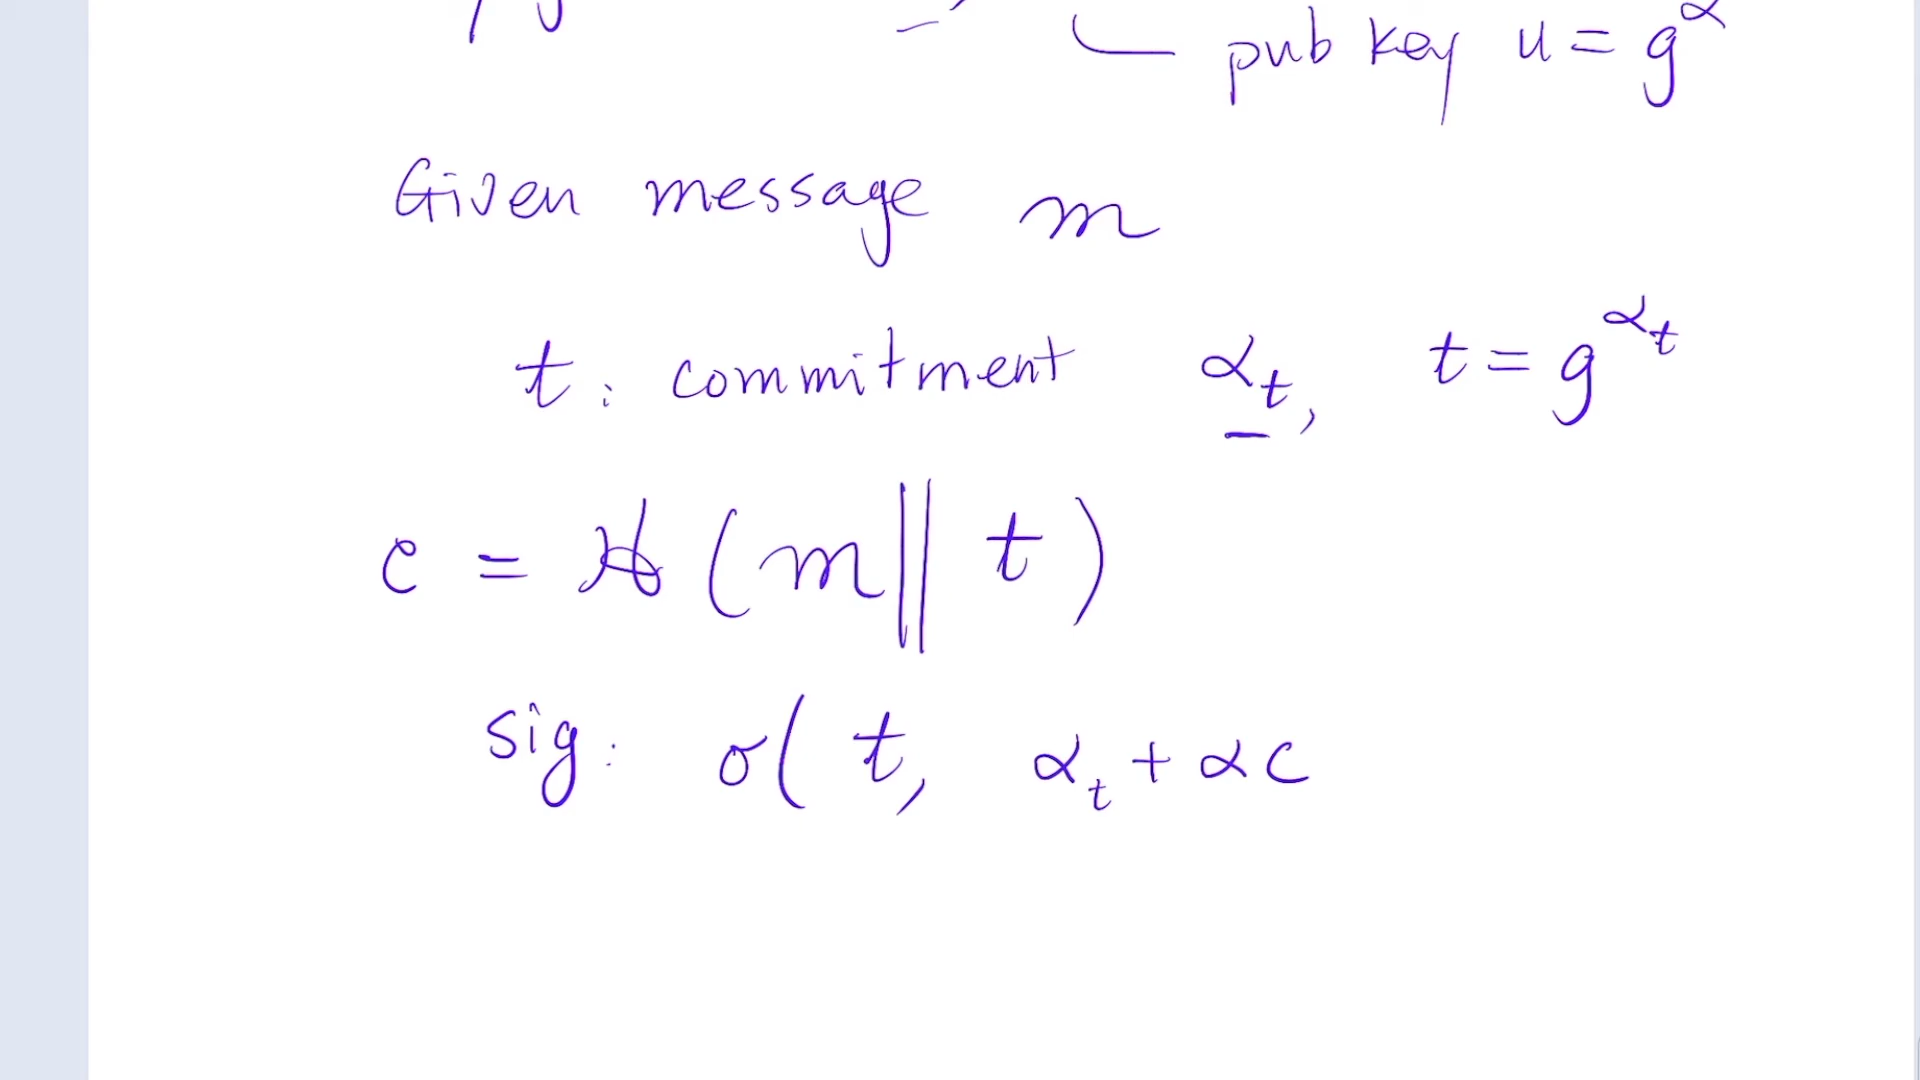 pub key u = g^α
Given message m
t: commitment α_t, t = g^{α_t}
c = H(m || t)
sig: σ( t, α_t + αc